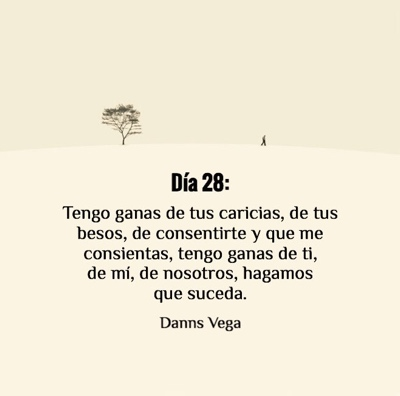 Día 28:
Tengo ganas de tus caricias, de tus
besos, de consentirte y que me
consientas, tengo ganas de ti,
de mí, de nosotros, hagamos
que suceda.
Danns Vega